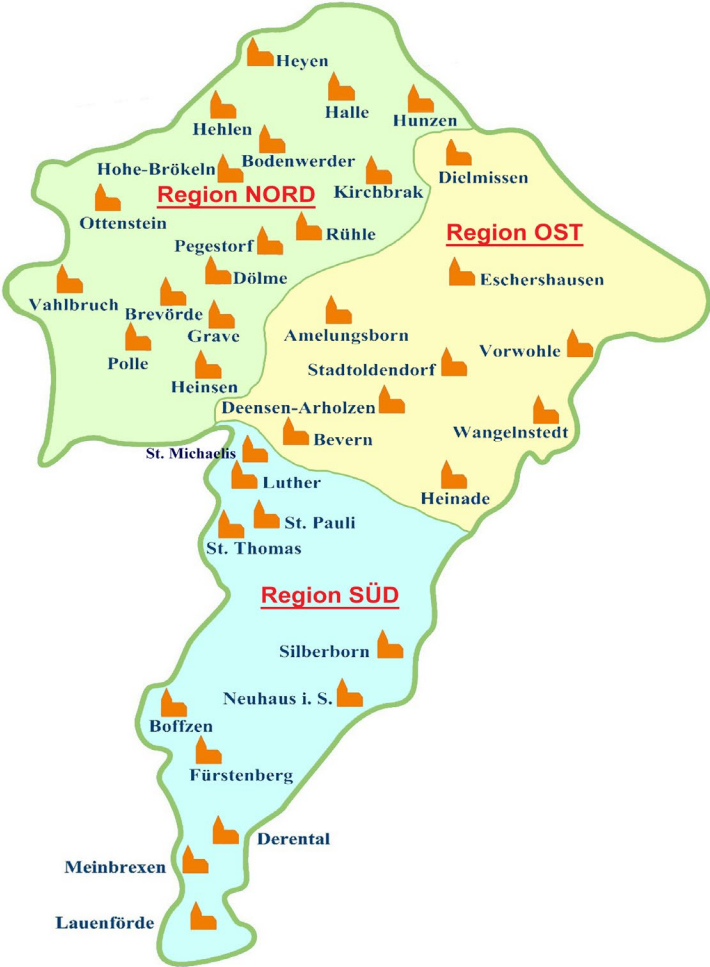 Heyen
Halle
Hunzen
Hehlen
Bodenwerder
Hohe-Brökeln
Kirchbrak
Dielmissen
Region NORD
Ottenstein
Rühle
Region OST
Pegestorf
Dölme
Eschershausen
Vahlbruch
Brevörde
Grave
Amelungsborn
Polle
Vorwohle
Stadtoldendorf
Heinsen
Deensen-Arholzen
Wangelnstedt
Bevern
St. Michaelis
Luther
Heinade
St. Pauli
St. Thomas
Region SÜD
Silberborn
Neuhaus i. S.
Boffzen
Fürstenberg
Derental
Meinbrexen
Lauenförde